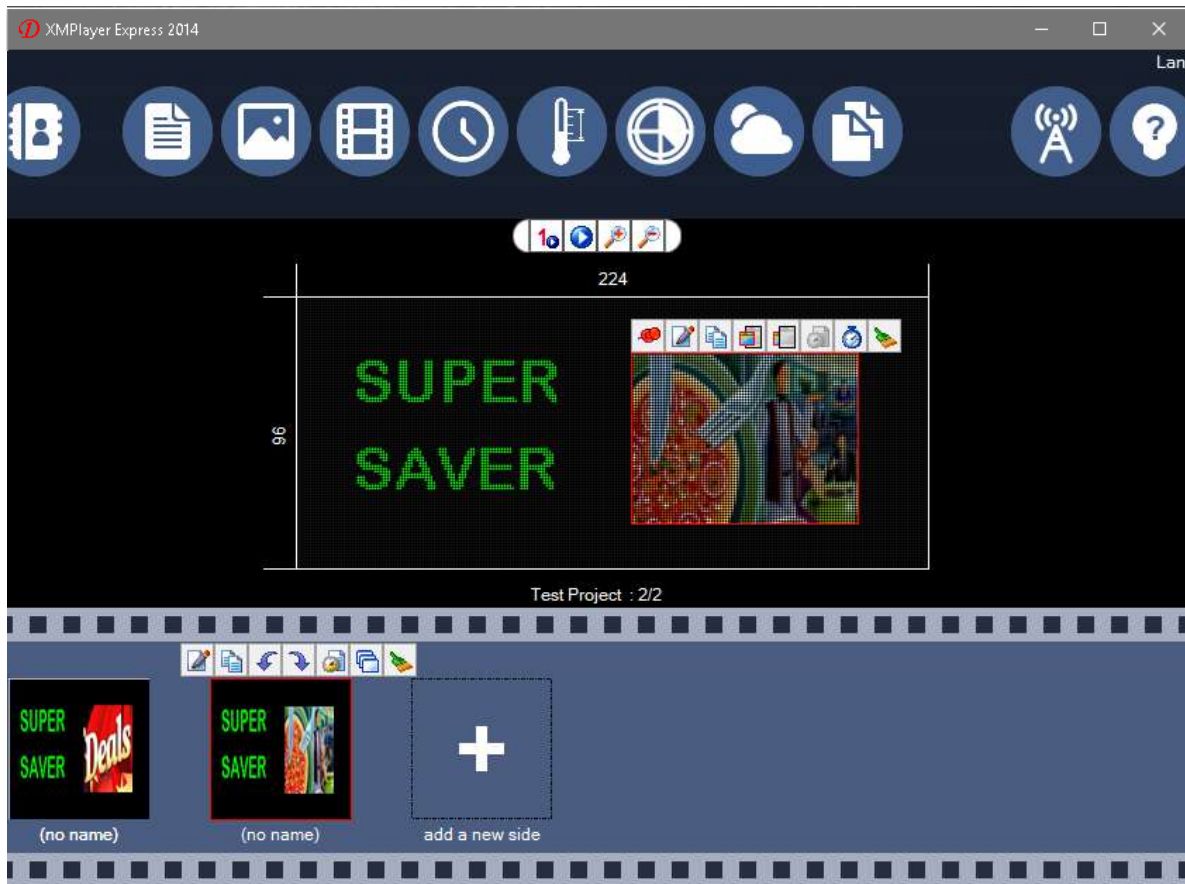 XMPlayer Express 2014
Lan
?
1
224
96
SUPER
SAVER
Test Project : 2/2
SUPER
SAVER
Deals
(no name)
SUPER
SAVER
(no name)
add a new side